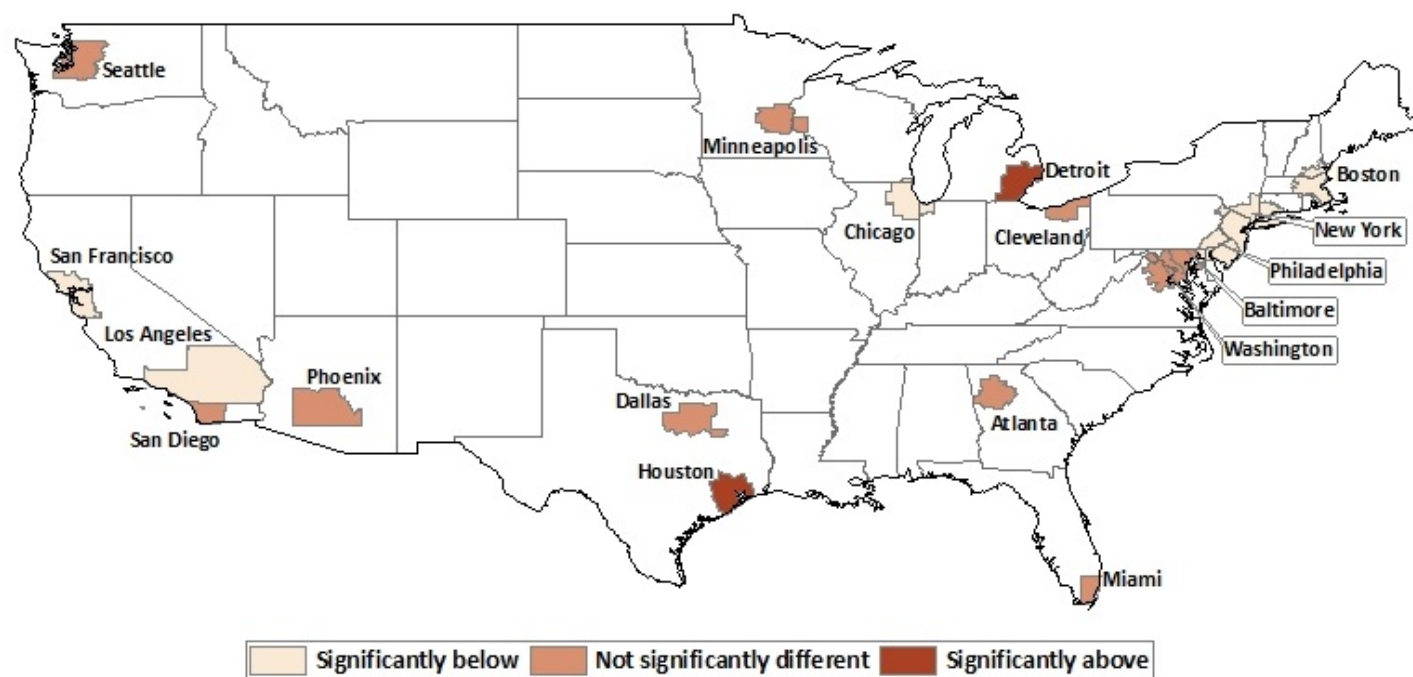 Seattle
Minneapolis
Detroit
Boston
Chicago
Cleveland
New York
San Francisco
Philadelphia
Baltimore
Los Angeles
Washington
Phoenix
Dallas
Atlanta
San Diego
Houston
Miami
Significantly below
Not significantly different
Significantly above